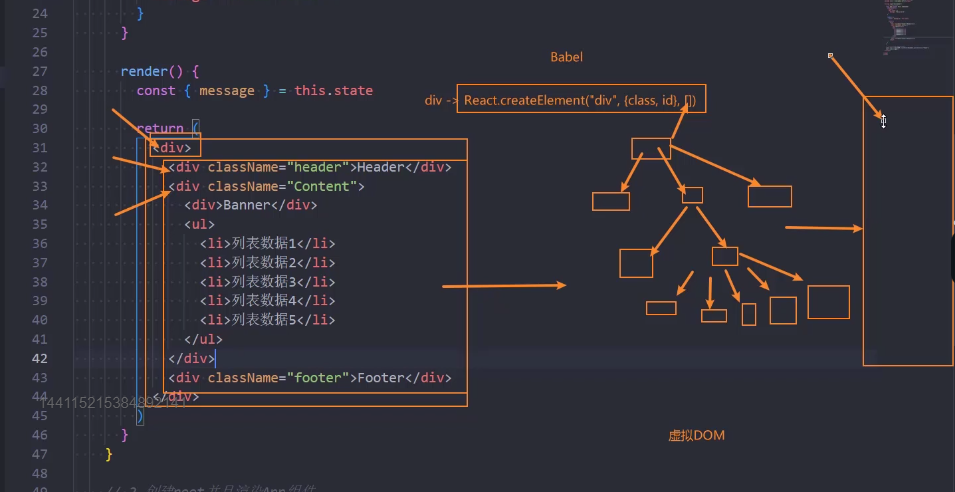 24 }
25 }
26
27 render() {
28 const { message } = this.state
29
30 return (
31 <div>
32 <div className="header">Header</div>
33 <div className="Content">
34 <div>Banner</div>
35 <ul>
36 <li>列表数据1</li>
37 <li>列表数据2</li>
38 <li>列表数据3</li>
39 <li>列表数据4</li>
40 <li>列表数据5</li>
41 </ul>
42 </div>
43 <div className="footer">Footer</div>
44 </div>
45 )
46 }
47 }
48
Babel
div -> React.createElement("div", {class, id}, [])
虚拟DOM